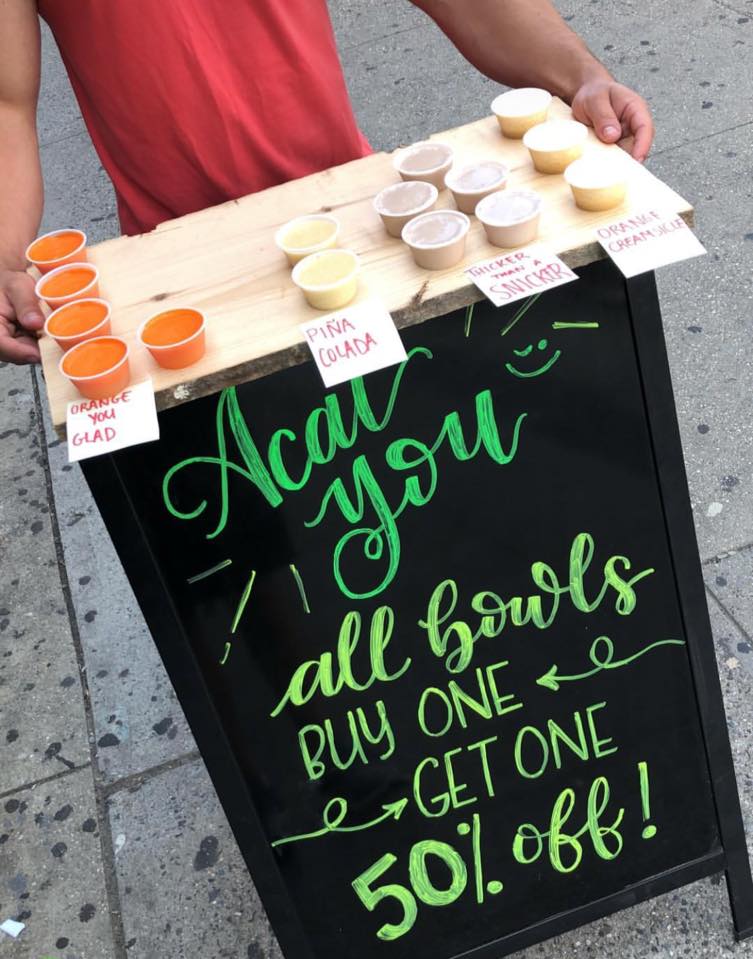 ORANGE
YOU
GLAD
PIÑA
COLADA
THICKER
THAN A
SNICKER
ORANGE
CREAMSICLE
Acai
you
all bowls
BUY ONE
GET ONE
50% off!